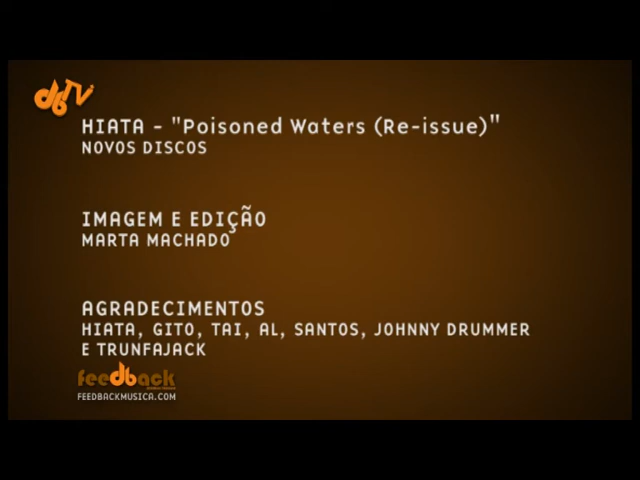 dbTVi
HIATA - "Poisoned Waters (Re-issue)"
NOVOS DISCOS
IMAGEM E EDIÇÃO
MARTA MACHADO
AGRADECIMENTOS
HIATA, GITO, TAI, AL, SANTOS, JOHNNY DRUMMER
E TRUNFAJACK
feedback
FEEDBACKMUSICA.COM